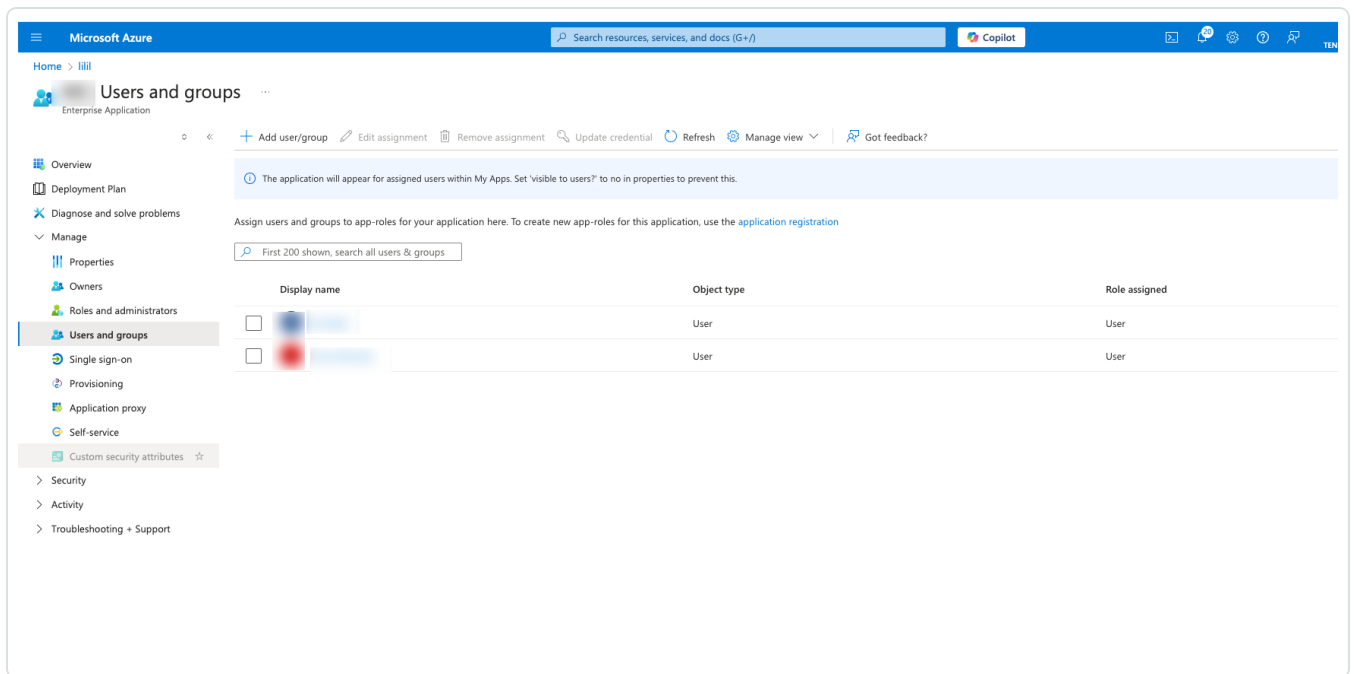 Microsoft Azure
Search resources, services, and docs (G+/)
Copilot
20
TEN
Home > lilil
Users and groups ...
Enterprise Application
Add user/group
Edit assignment
Remove assignment
Update credential
Refresh
Manage view
Got feedback?
Overview
Deployment Plan
Diagnose and solve problems
Manage
Properties
Owners
Roles and administrators
Users and groups
Single sign-on
Provisioning
Application proxy
Self-service
Custom security attributes
Security
Activity
Troubleshooting + Support
The application will appear for assigned users within My Apps. Set 'visible to users?' to no in properties to prevent this.
Assign users and groups to app-roles for your application here. To create new app-roles for this application, use the application registration
First 200 shown, search all users & groups
Display name Object type Role assigned
User User
User User